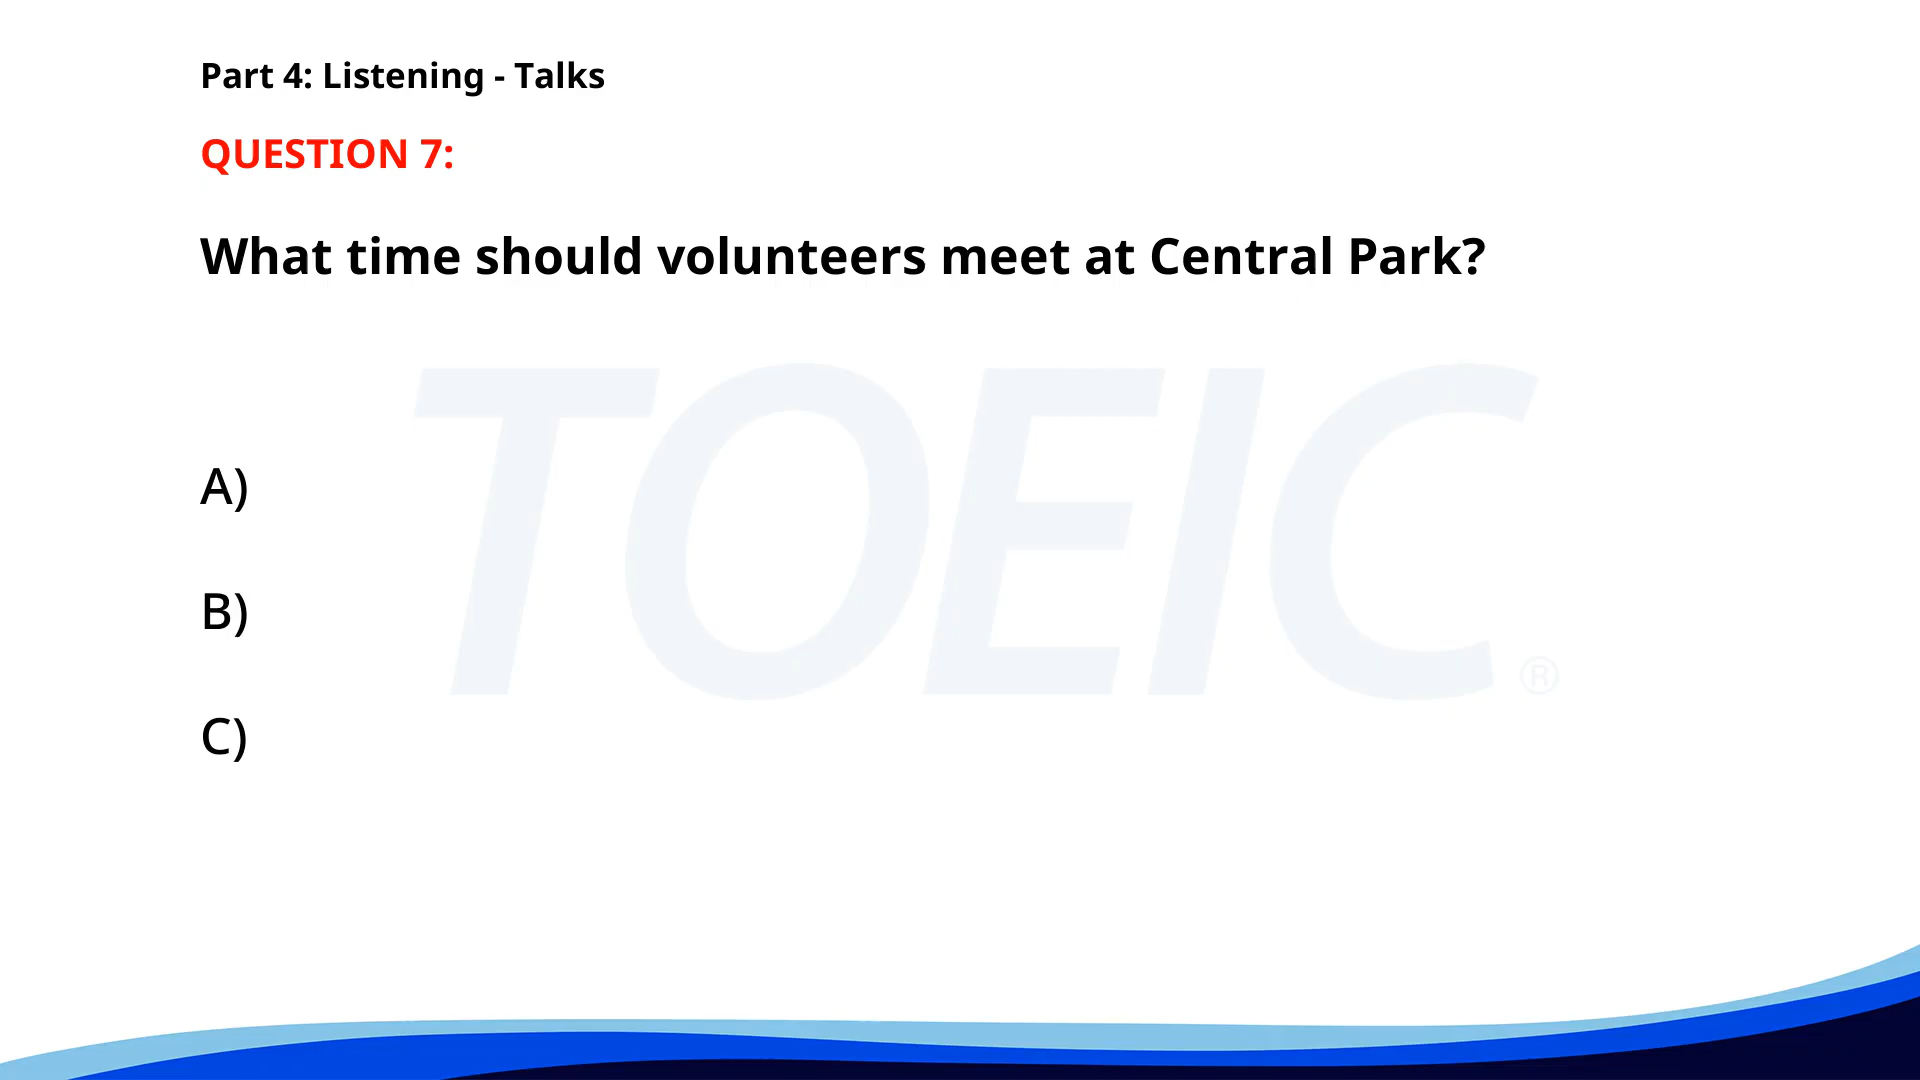 Part 4: Listening - Talks
QUESTION 7:
What time should volunteers meet at Central Park?
TOEIC®
A)
B)
C)